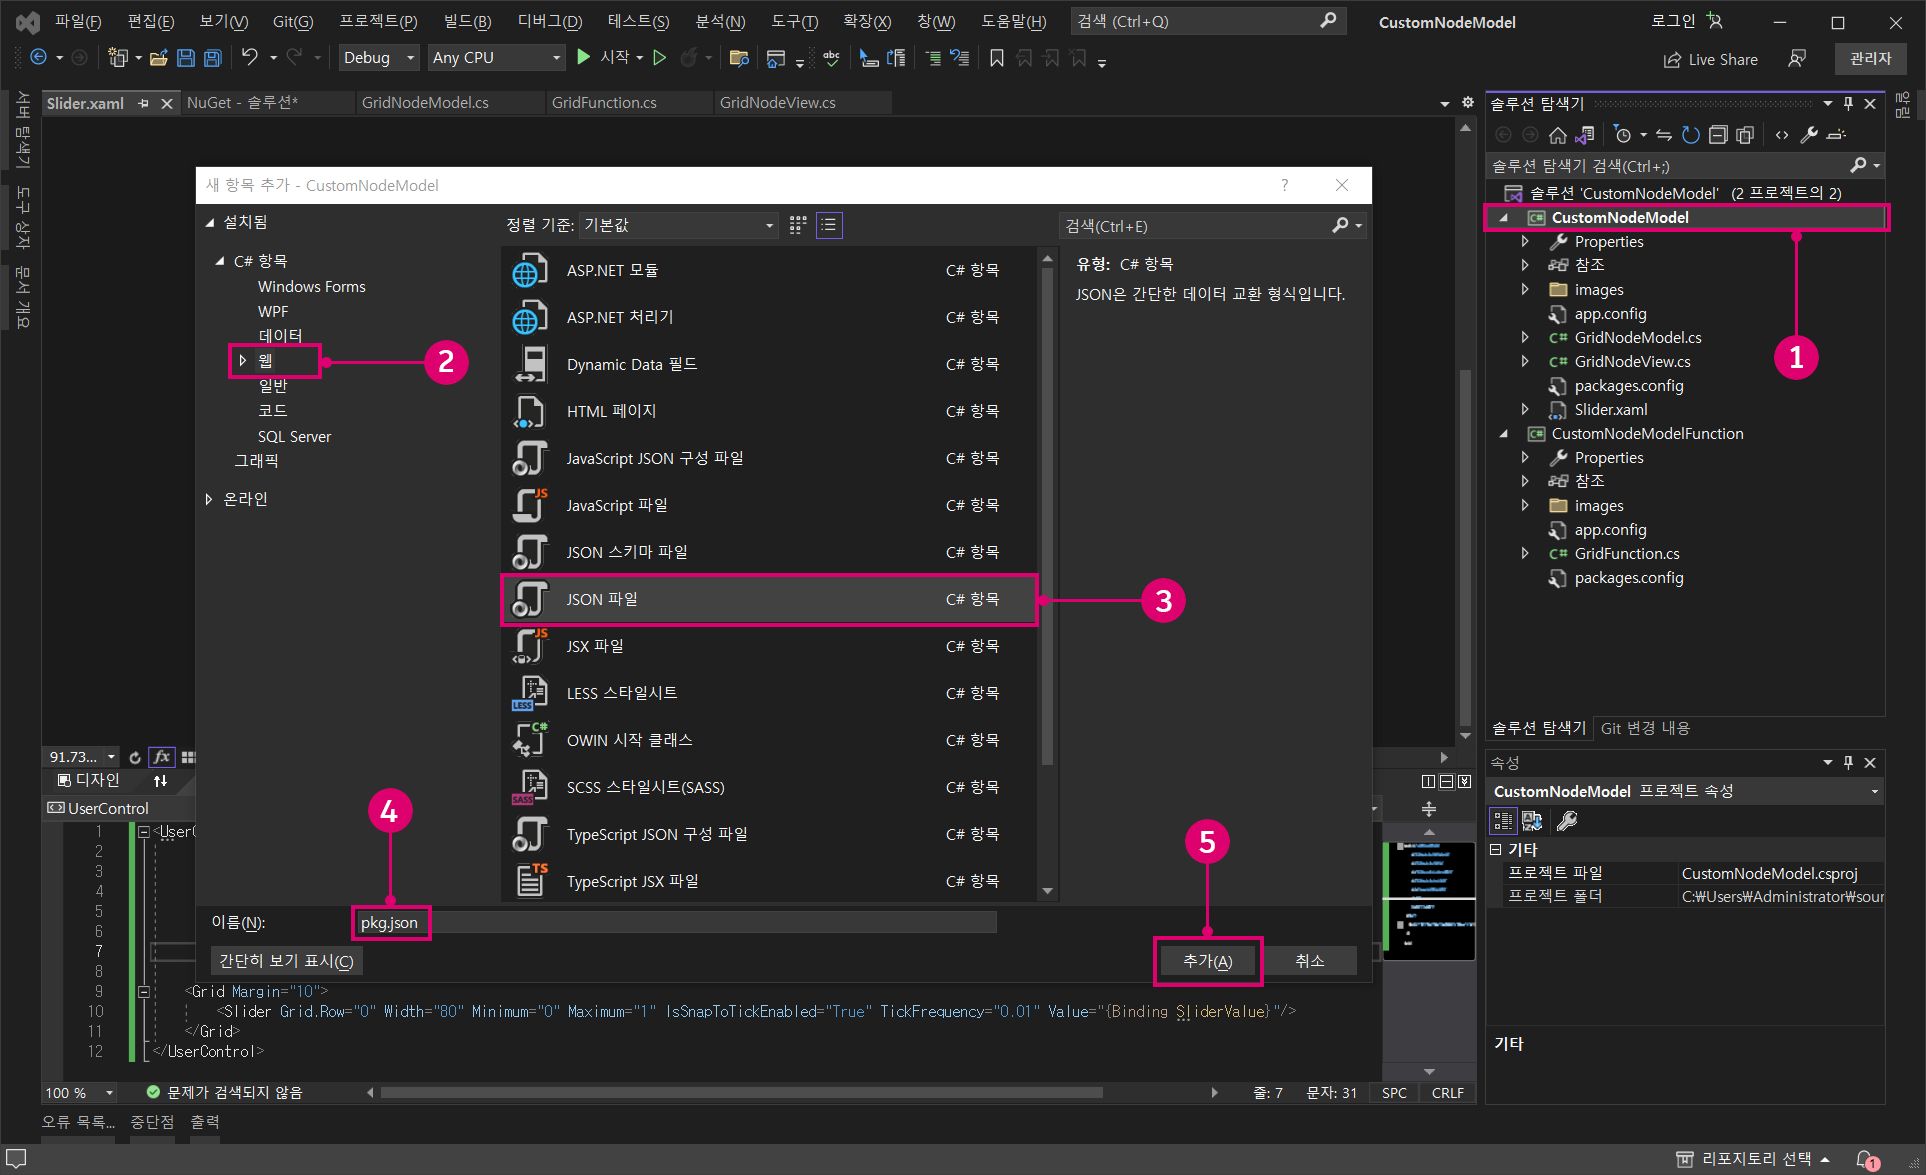 파일(F) 편집(E) 보기(V) Git(G) 프로젝트(P) 빌드(B) 디버그(D) 테스트(S) 분석(N) 도구(T) 확장(X) 창(W) 도움말(H) 검색 (Ctrl+Q) CustomNodeModel 로그인
Debug Any CPU 시작 Live Share 관리자
서버 탐색기
도구 상자
문서 개요
Slider.xaml NuGet - 솔루션* GridNodeModel.cs GridFunction.cs GridNodeView.cs
새 항목 추가 - CustomNodeModel ?
설치됨
C# 항목
Windows Forms
WPF
데이터
웹
2
일반
코드
SQL Server
그래픽
온라인
정렬 기준: 기본값
ASP.NET 모듈 C# 항목
ASP.NET 처리기 C# 항목
Dynamic Data 필드 C# 항목
HTML 페이지 C# 항목
JavaScript JSON 구성 파일 C# 항목
JavaScript 파일 C# 항목
JSON 스키마 파일 C# 항목
JSON 파일 C# 항목
3
JSX 파일 C# 항목
LESS 스타일시트 C# 항목
OWIN 시작 클래스 C# 항목
SCSS 스타일시트(SASS) C# 항목
TypeScript JSON 구성 파일 C# 항목
TypeScript JSX 파일 C# 항목
검색(Ctrl+E)
유형: C# 항목
JSON은 간단한 데이터 교환 형식입니다.
4
5
이름(N): pkg.json
간단히 보기 표시(C) 추가(A) 취소
91.73...
디자인
UserControl
1 <UserC
2
3
4
5
6
7
8
9 <Grid Margin="10">
10 <Slider Grid.Row="0" Width="80" Minimum="0" Maximum="1" IsSnapToTickEnabled="True" TickFrequency="0.01" Value="{Binding SliderValue}"/>
11 </Grid>
12 </UserControl>
100 % 문제가 검색되지 않음 줄: 7 문자: 31 SPC CRLF
오류 목록... 중단점 출력
솔루션 탐색기
솔루션 탐색기 검색(Ctrl+;)
솔루션 'CustomNodeModel' (2 프로젝트의 2)
CustomNodeModel
1
Properties
참조
images
app.config
GridNodeModel.cs
GridNodeView.cs
packages.config
Slider.xaml
CustomNodeModelFunction
Properties
참조
images
app.config
GridFunction.cs
packages.config
솔루션 탐색기 Git 변경 내용
속성
CustomNodeModel 프로젝트 속성
기타
프로젝트 파일 CustomNodeModel.csproj
프로젝트 폴더 C:₩Users₩Administrator₩sour
기타
알림
리포지토리 선택 1